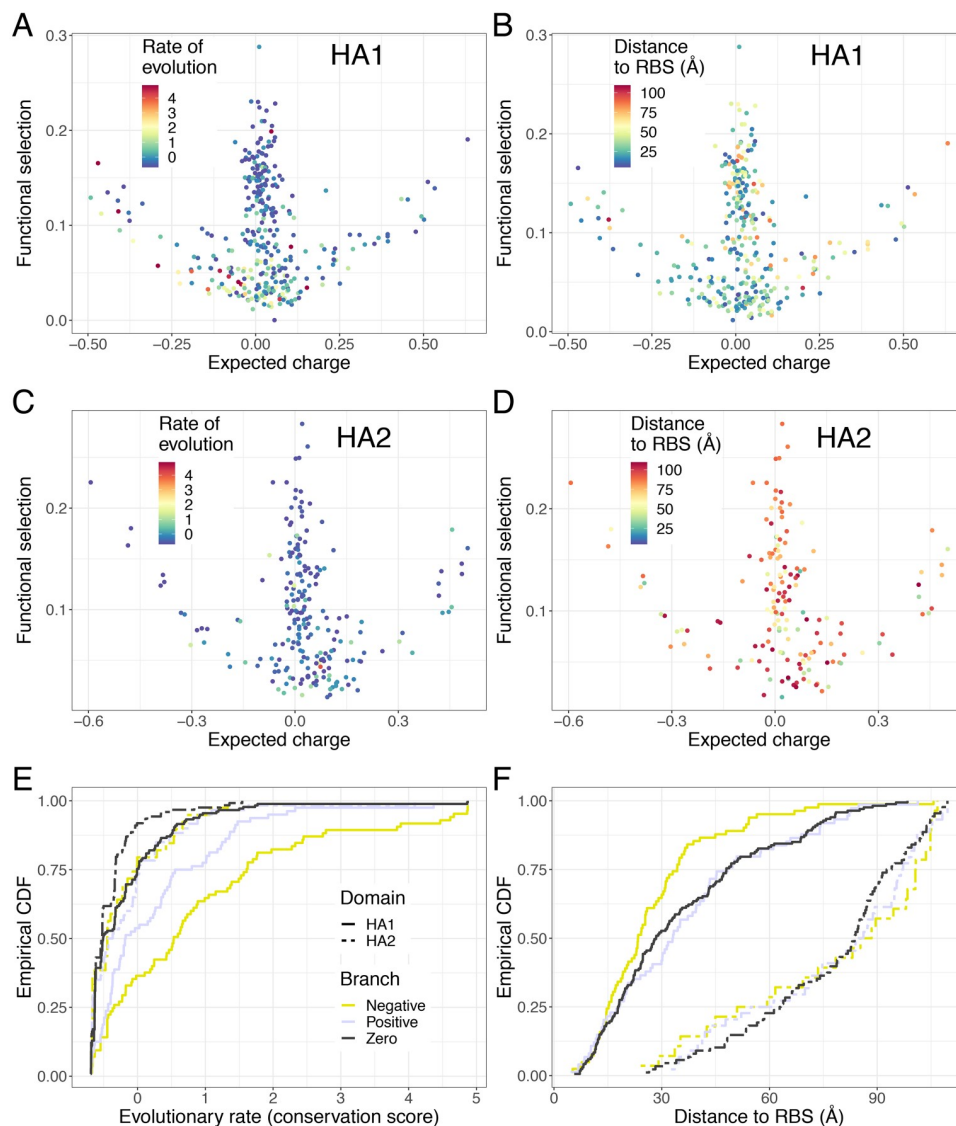 A
Rate of
evolution
4
3
2
1
0
HA1
0.3
0.2
0.1
0.0
Functional selection
−0.50
−0.25
0.00
0.25
0.50
Expected charge
B
Distance
to RBS (Å)
100
75
50
25
HA1
0.3
0.2
0.1
0.0
Functional selection
−0.50
−0.25
0.00
0.25
0.50
Expected charge
C
Rate of
evolution
4
3
2
1
0
HA2
0.2
0.1
Functional selection
−0.6
−0.3
0.0
0.3
Expected charge
D
Distance
to RBS (Å)
100
75
50
25
HA2
0.2
0.1
Functional selection
−0.6
−0.3
0.0
0.3
Expected charge
E
1.00
0.75
0.50
0.25
0.00
Empirical CDF
Domain
HA1
HA2
Branch
Negative
Positive
Zero
0
1
2
3
4
5
Evolutionary rate (conservation score)
F
1.00
0.75
0.50
0.25
0.00
Empirical CDF
0
30
60
90
Distance to RBS (Å)